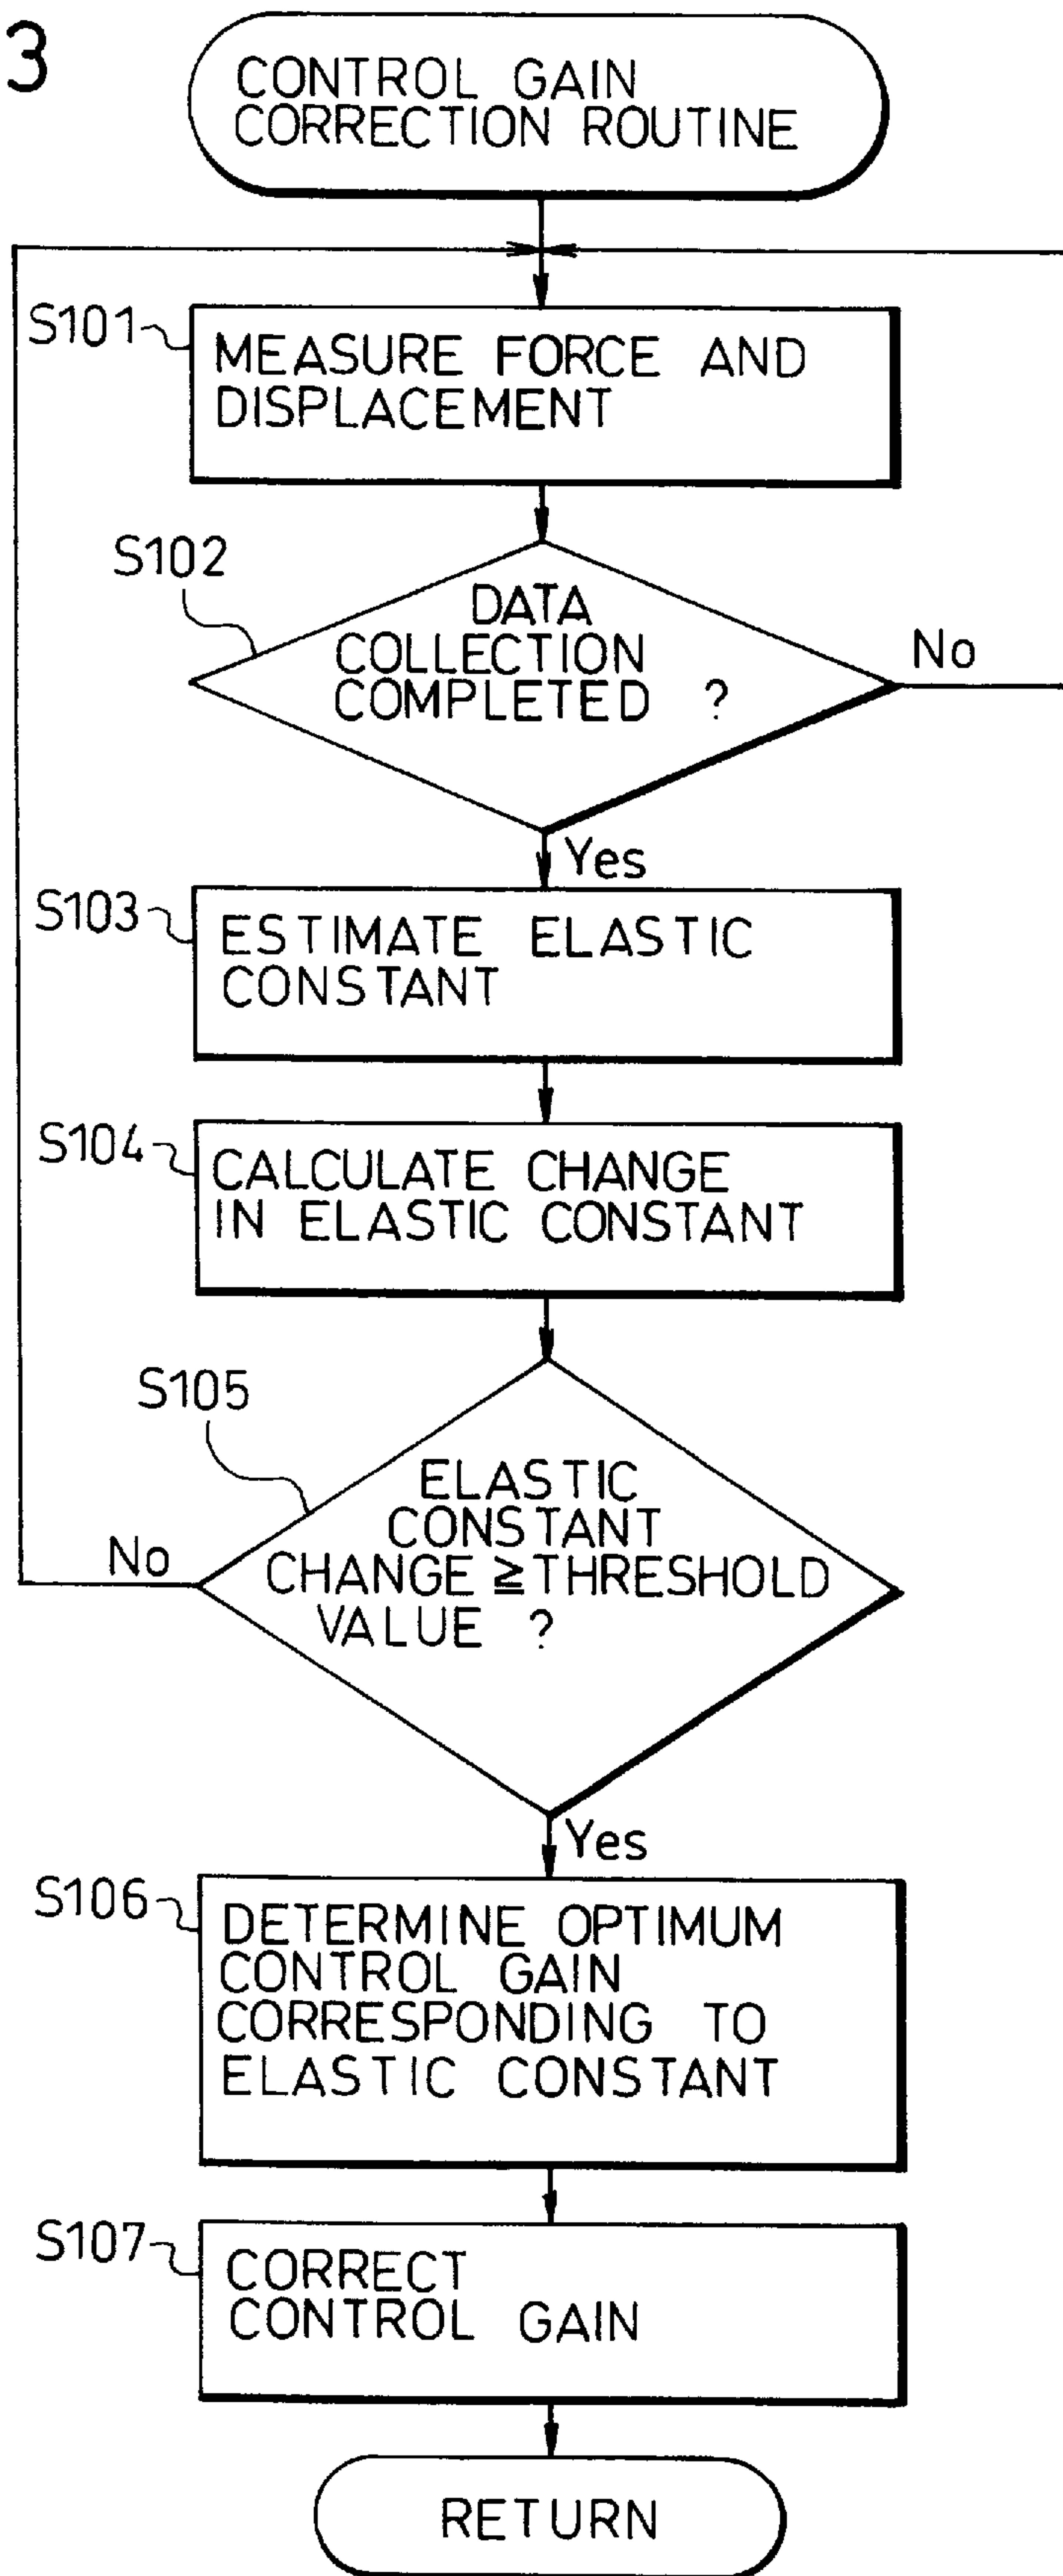 3
CONTROL GAIN
CORRECTION ROUTINE
S101
MEASURE FORCE AND
DISPLACEMENT
S102
DATA
COLLECTION
COMPLETED ?
No
Yes
S103
ESTIMATE ELASTIC
CONSTANT
S104
CALCULATE CHANGE
IN ELASTIC CONSTANT
S105
ELASTIC
CONSTANT
CHANGE ≧ THRESHOLD
VALUE ?
No
Yes
S106
DETERMINE OPTIMUM
CONTROL GAIN
CORRESPONDING TO
ELASTIC CONSTANT
S107
CORRECT
CONTROL GAIN
RETURN